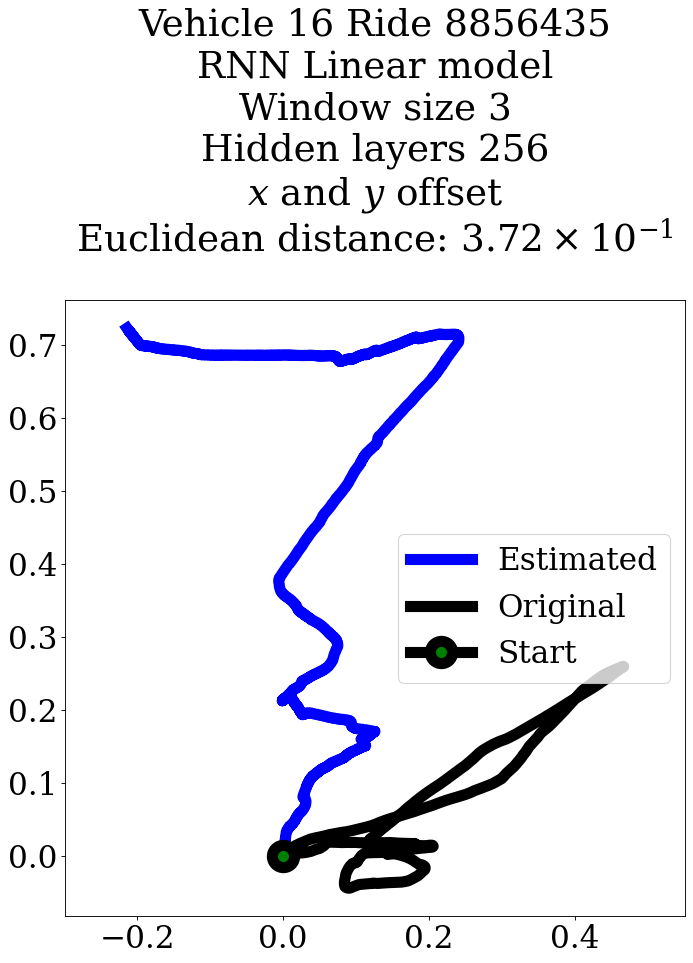 Vehicle 16 Ride 8856435
RNN Linear model
Window size 3
Hidden layers 256
x and y offset
Euclidean distance: 3.72 × 10⁻¹
0.7
0.6
0.5
0.4
0.3
0.2
0.1
0.0
Estimated
Original
Start
−0.2 0.0 0.2 0.4